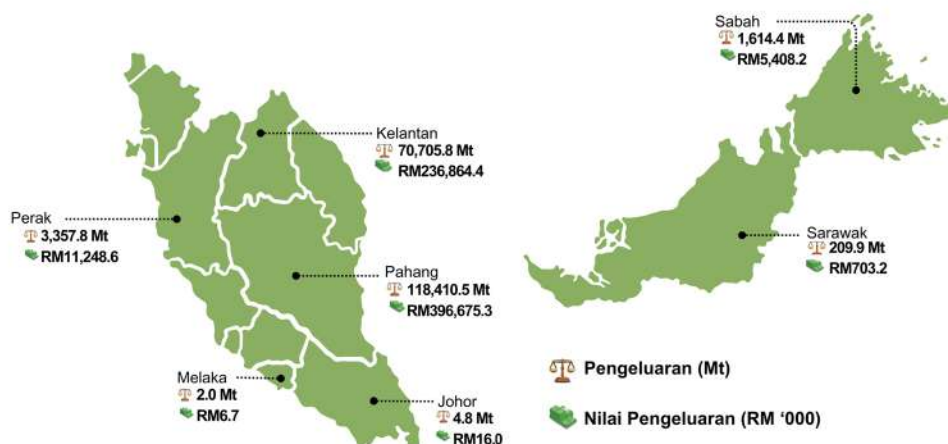 Sabah
1,614.4 Mt
RM5,408.2
Kelantan
70,705.8 Mt
RM236,864.4
Perak
3,357.8 Mt
RM11,248.6
Pahang
118,410.5 Mt
RM396,675.3
Sarawak
209.9 Mt
RM703.2
Melaka
2.0 Mt
RM6.7
Johor
4.8 Mt
RM16.0
Pengeluaran (Mt)
Nilai Pengeluaran (RM ‘000)